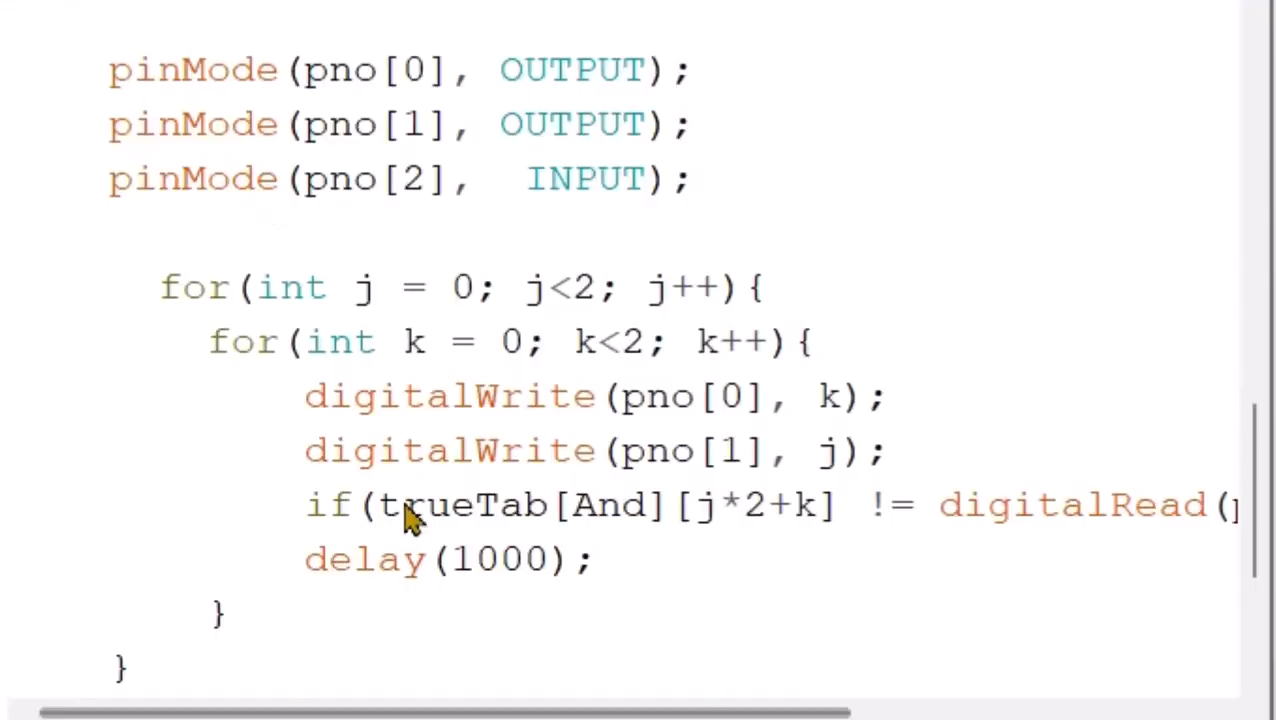 pinMode(pno[0], OUTPUT);
pinMode(pno[1], OUTPUT);
pinMode(pno[2], INPUT);
for(int j = 0; j<2; j++){
for(int k = 0; k<2; k++){
digitalWrite(pno[0], k);
digitalWrite(pno[1], j);
if(trueTab[And][j*2+k] != digitalRead(
delay(1000);
}
}